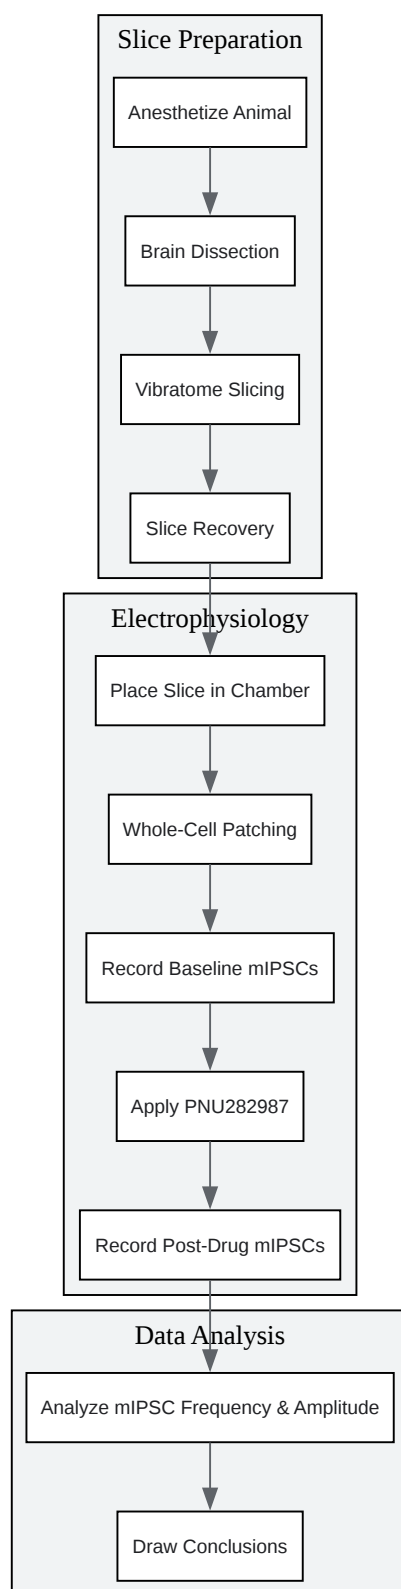 Slice Preparation
Anesthetize Animal
Brain Dissection
Vibratome Slicing
Slice Recovery
Electrophysiology
Place Slice in Chamber
Whole-Cell Patching
Record Baseline mIPSCs
Apply PNU282987
Record Post-Drug mIPSCs
Data Analysis
Analyze mIPSC Frequency & Amplitude
Draw Conclusions